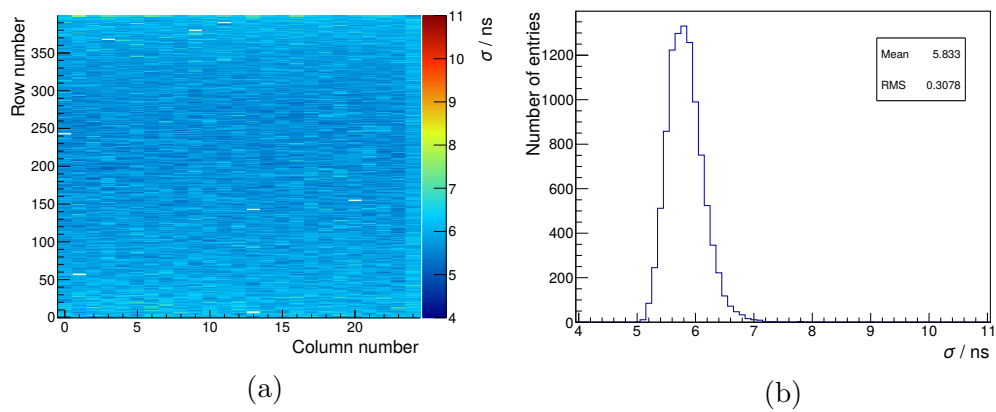 11
10
9
8
7
6
5
4
σ / ns
350
300
250
200
150
100
50
0
Row number
0 5 10 15 20
Column number
(a)
Number of entries
1200
1000
800
600
400
200
0
Mean 5.833
RMS 0.3078
4 5 6 7 8 9 10 11
σ / ns
(b)